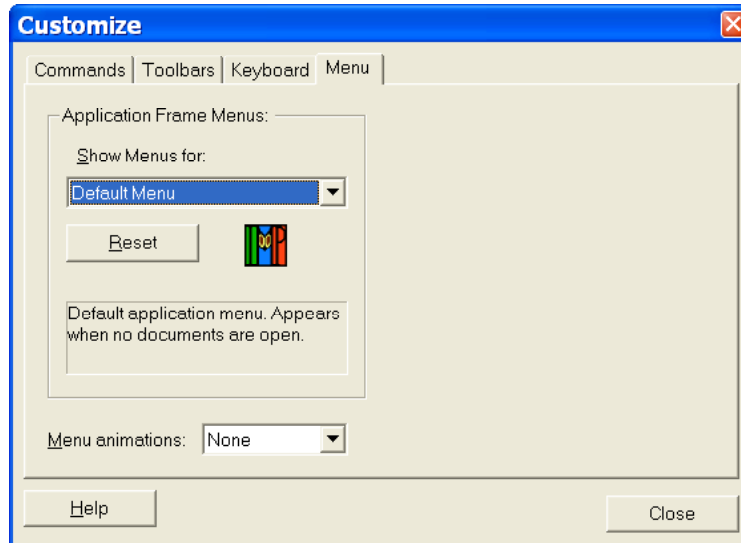 Customize
Commands
Toolbars
Keyboard
Menu
Application Frame Menus:
Show Menus for:
Default Menu
Reset
Default application menu. Appears
when no documents are open.
Menu animations:
None
Help
Close